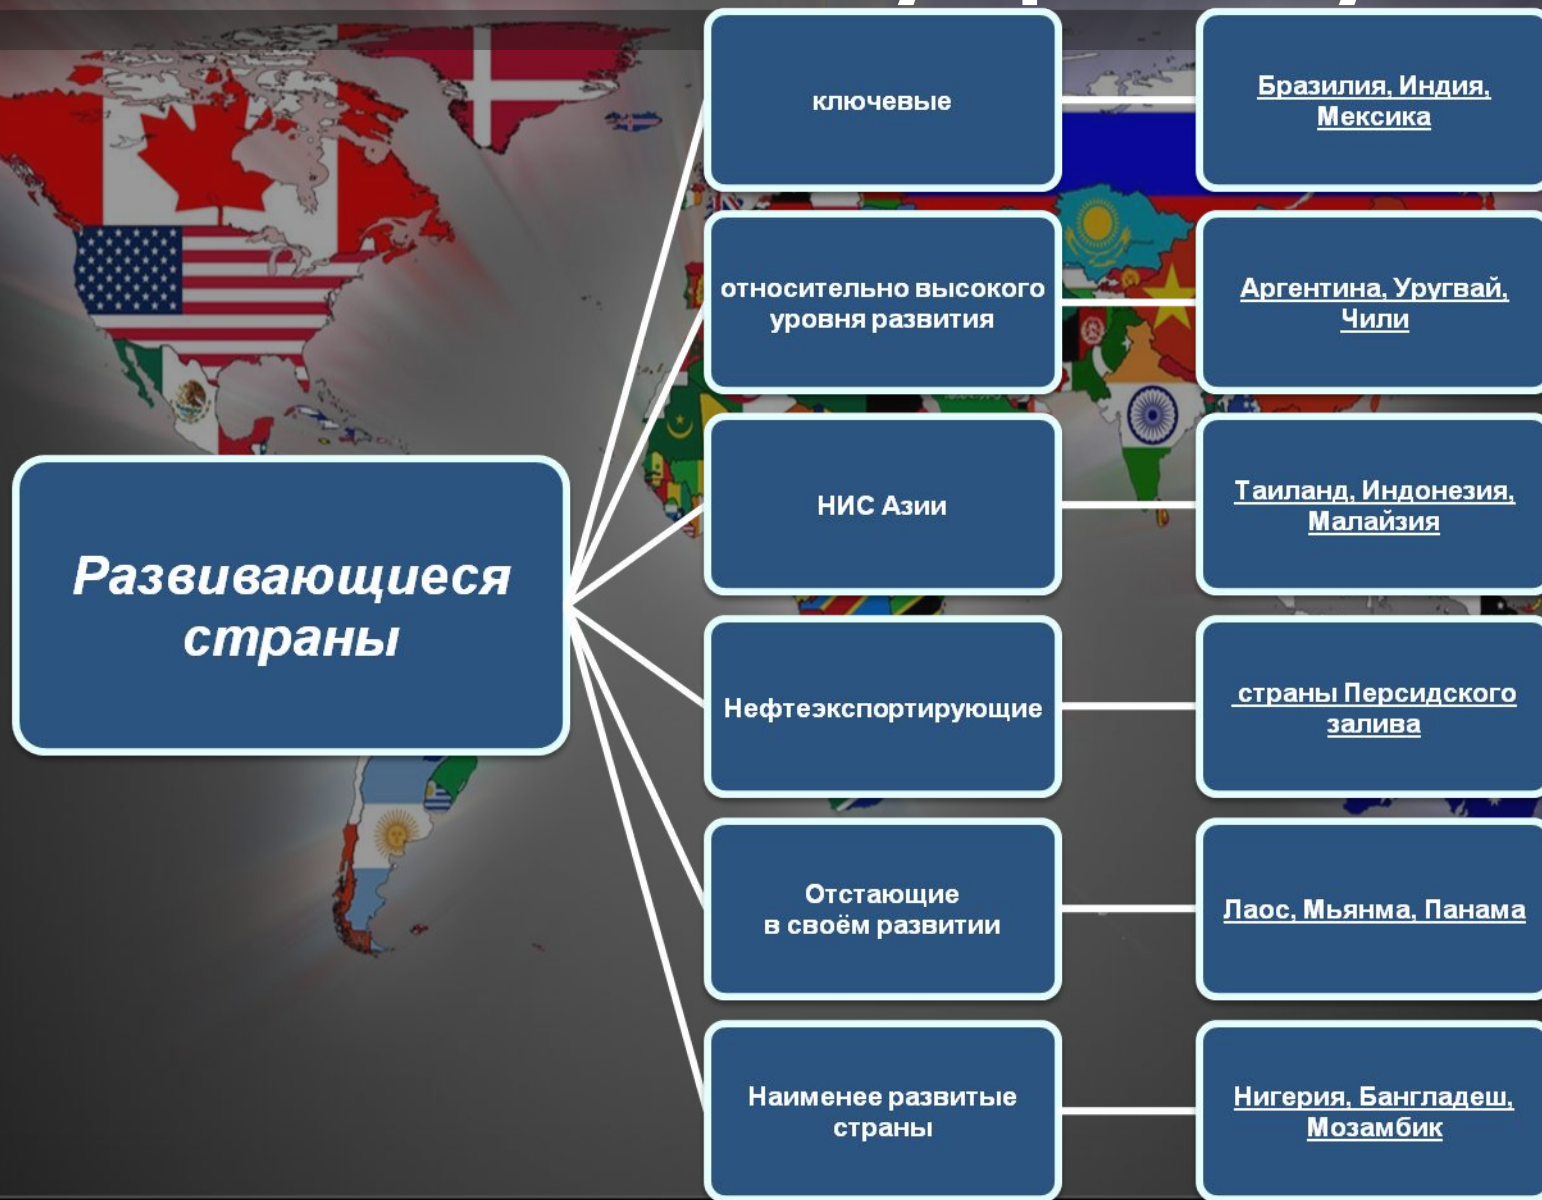 Развивающиеся
страны
ключевые
Бразилия, Индия,
Мексика
относительно высокого
уровня развития
Аргентина, Уругвай,
Чили
НИС Азии
Таиланд, Индонезия,
Малайзия
Нефтеэкспортирующие
страны Персидского
залива
Отстающие
в своём развитии
Лаос, Мьянма, Панама
Наименее развитые
страны
Нигерия, Бангладеш,
Мозамбик